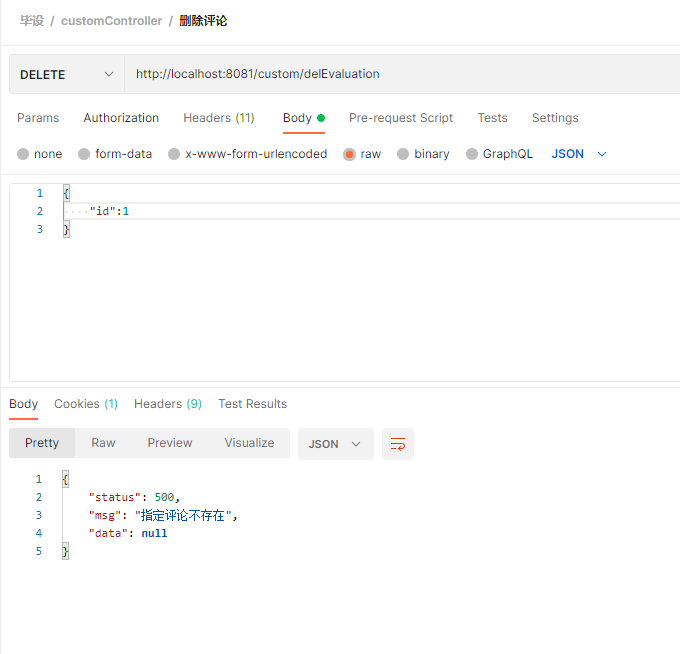 毕设 / customController / 删除评论
DELETE http://localhost:8081/custom/delEvaluation
Params Authorization Headers (11) Body Pre-request Script Tests Settings
none form-data x-www-form-urlencoded raw binary GraphQL JSON
1 {
2 ····"id":1
3 }
Body Cookies (1) Headers (9) Test Results
Pretty Raw Preview Visualize JSON
1 {
2 "status": 500,
3 "msg": "指定评论不存在",
4 "data": null
5 }